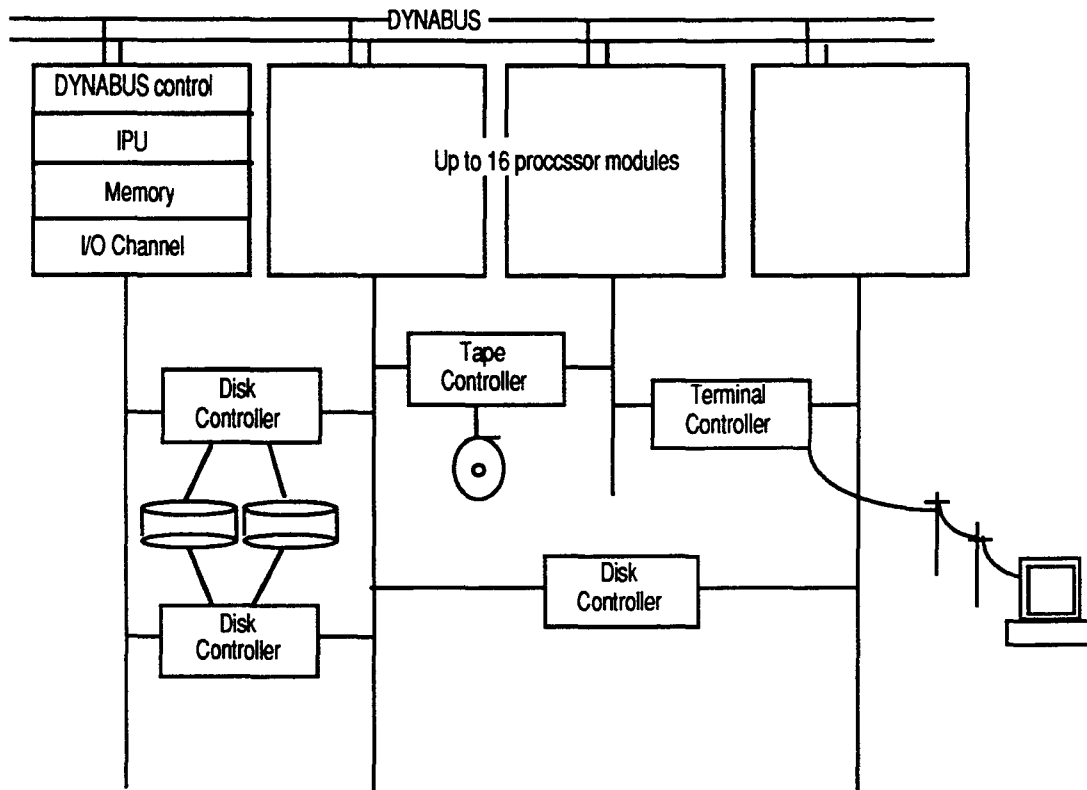 DYNABUS
DYNABUS control
IPU
Memory
I/O Channel
Up to 16 proccssor modules
Tape
Controller
Disk
Controller
Terminal
Controller
Disk
Controller
Disk
Controller